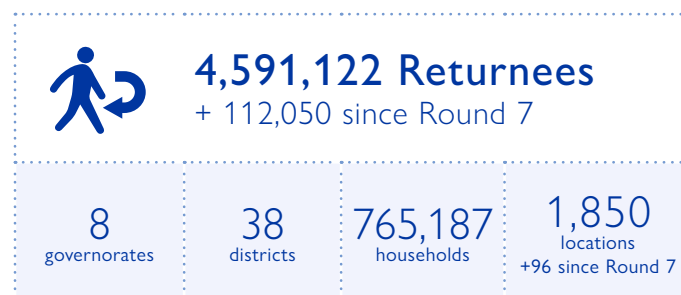 4,591,122 Returnees
+ 112,050 since Round 7
8
governorates
38
districts
765,187
households
1,850
locations
+96 since Round 7